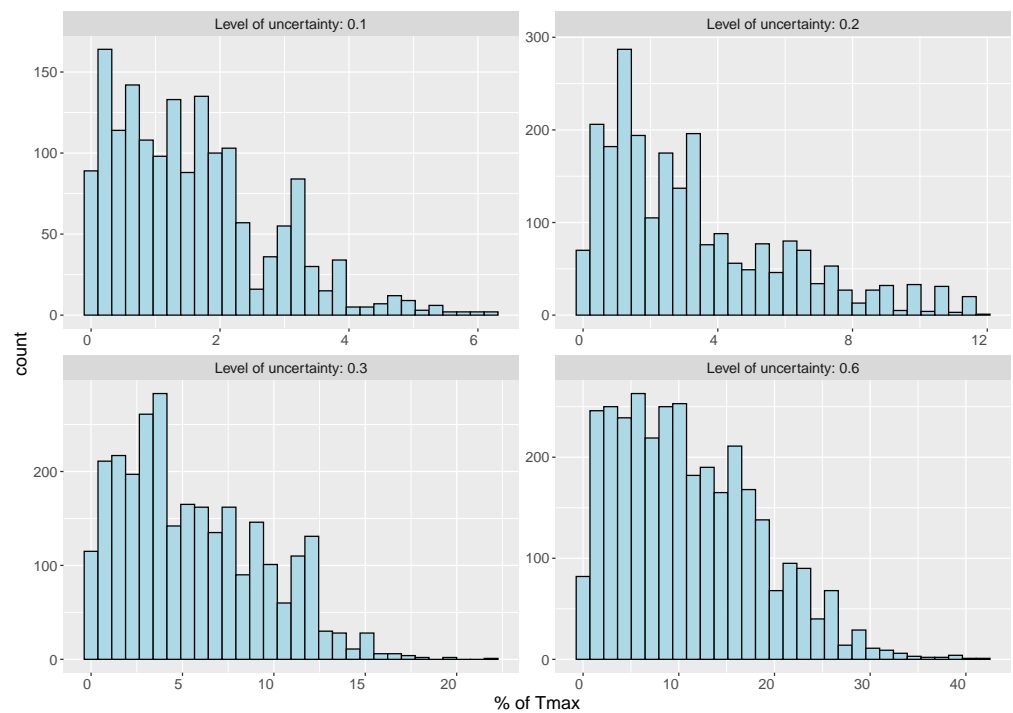 Level of uncertainty: 0.1
Level of uncertainty: 0.2
150
100
50
0
0 2 4 6
300
200
100
0
0 4 8 12
count
Level of uncertainty: 0.3
Level of uncertainty: 0.6
200
100
0
0 5 10 15 20
200
100
0
0 10 20 30 40
% of Tmax